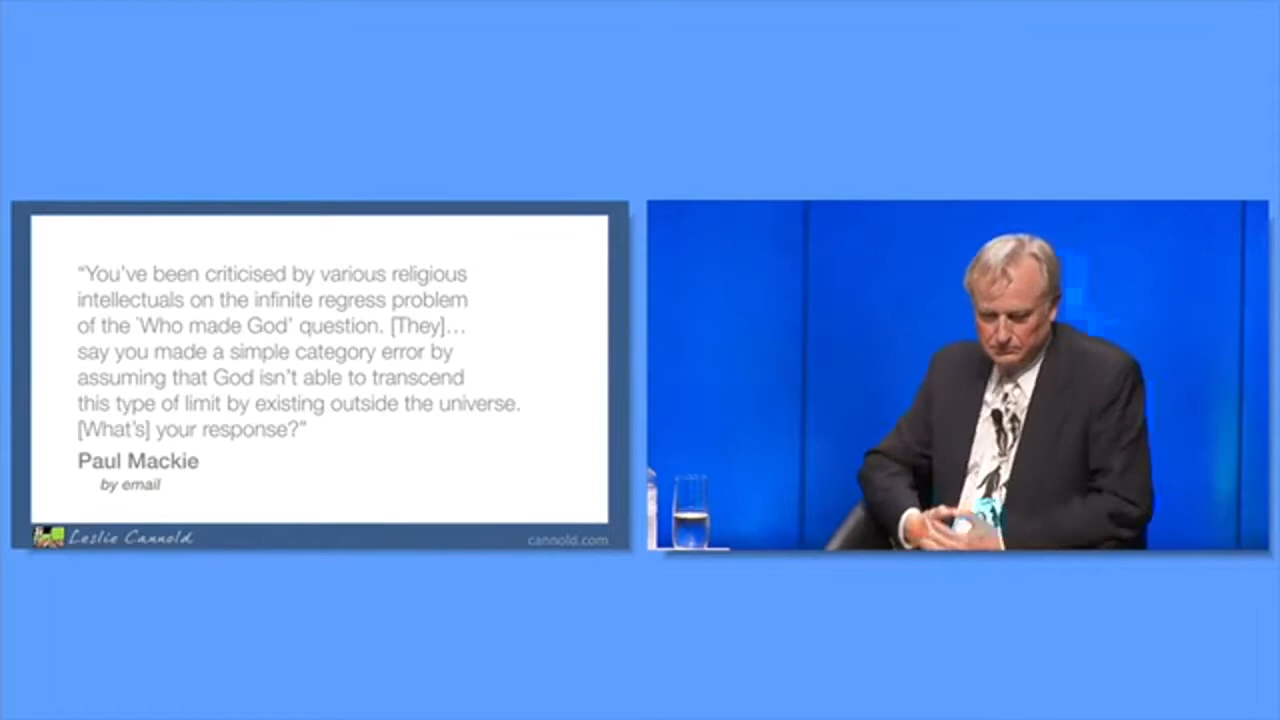 “You’ve been criticised by various religious
intellectuals on the infinite regress problem
of the ‘Who made God’ question. [They]…
say you made a simple category error by
assuming that God isn’t able to transcend
this type of limit by existing outside the universe.
[What’s] your response?”
Paul Mackie
by email
Leslie Cannold
cannold.com